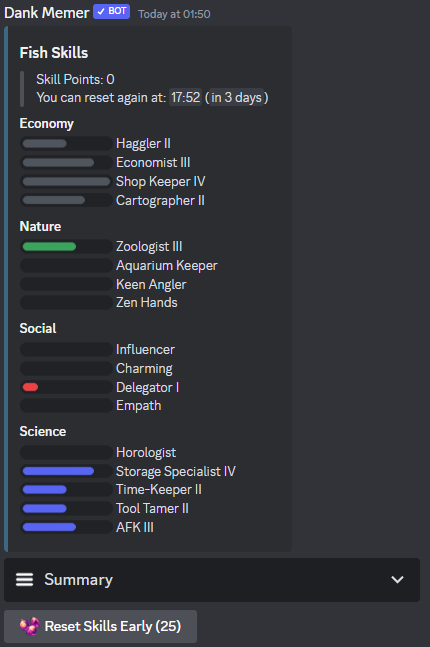 Dank Memer ✓ BOT Today at 01:50
Fish Skills
Skill Points: 0
You can reset again at: 17:52 (in 3 days)
Economy
Haggler II
Economist III
Shop Keeper IV
Cartographer II
Nature
Zoologist III
Aquarium Keeper
Keen Angler
Zen Hands
Social
Influencer
Charming
Delegator I
Empath
Science
Horologist
Storage Specialist IV
Time-Keeper II
Tool Tamer II
AFK III
Summary
Reset Skills Early (25)